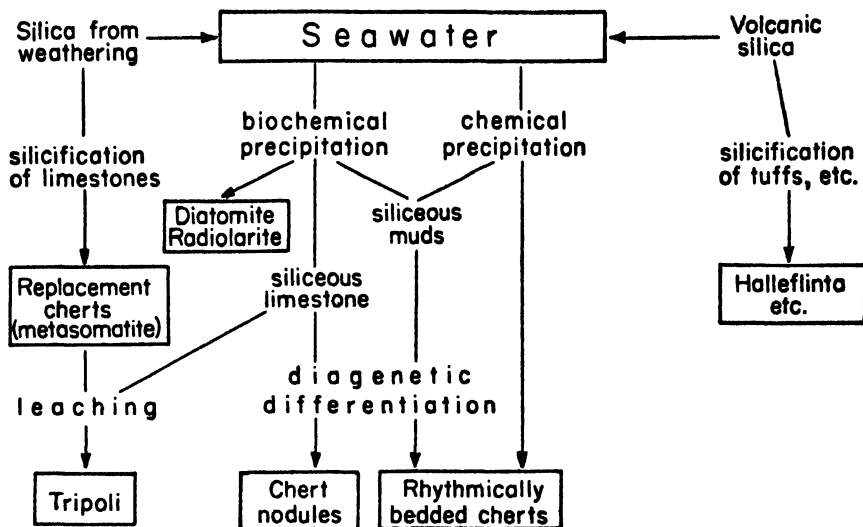 Silica from
weathering
Seawater
Volcanic
silica
biochemical
precipitation
chemical
precipitation
silicification
of limestones
silicification
of tuffs, etc.
Diatomite
Radiolarite
siliceous
muds
Replacement
cherts
(metasomatite)
siliceous
limestone
Halleflinta
etc.
leaching
diagenetic
differentiation
Tripoli
Chert
nodules
Rhythmically
bedded cherts